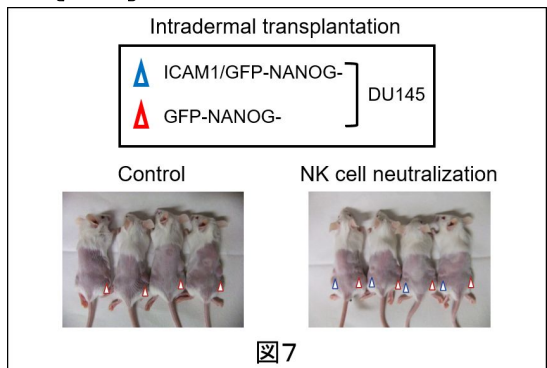 Intradermal transplantation
ICAM1/GFP-NANOG-
DU145
GFP-NANOG-
Control
NK cell neutralization
図7